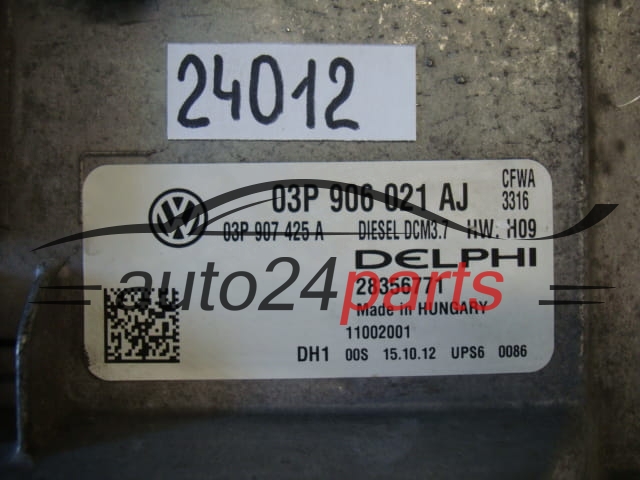 24012
03P 906 021 AJ
CFWA
3316
03P 907 425 A DIESEL DCM3.7 HW. H09
DELPHI
auto24parts
28356771
Made in HUNGARY
11002001
DH1 00S 15.10.12 UPS6 0086